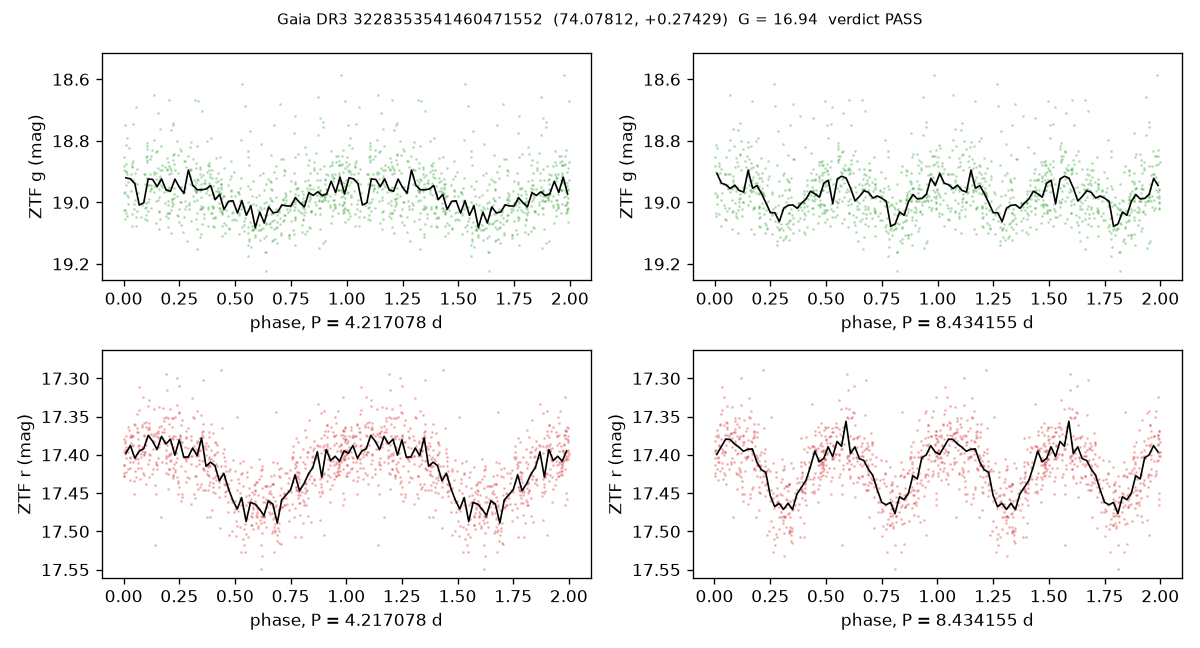 Gaia DR3 3228353541460471552 (74.07812, +0.27429) G = 16.94 verdict PASS
ZTF g (mag)
18.6
18.8
19.0
19.2
0.00 0.25 0.50 0.75 1.00 1.25 1.50 1.75 2.00
phase, P = 4.217078 d
ZTF g (mag)
18.6
18.8
19.0
19.2
0.00 0.25 0.50 0.75 1.00 1.25 1.50 1.75 2.00
phase, P = 8.434155 d
ZTF r (mag)
17.30
17.35
17.40
17.45
17.50
17.55
0.00 0.25 0.50 0.75 1.00 1.25 1.50 1.75 2.00
phase, P = 4.217078 d
ZTF r (mag)
17.30
17.35
17.40
17.45
17.50
17.55
0.00 0.25 0.50 0.75 1.00 1.25 1.50 1.75 2.00
phase, P = 8.434155 d